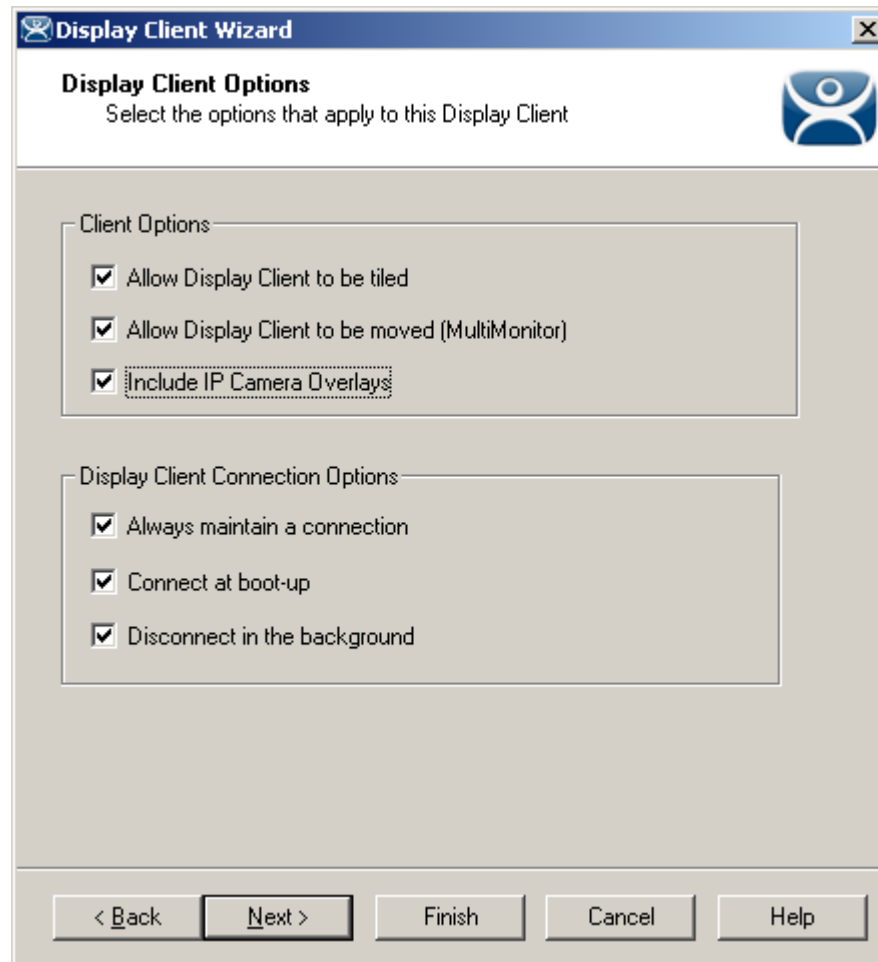 Display Client Wizard
Display Client Options
Select the options that apply to this Display Client
Client Options
Allow Display Client to be tiled
Allow Display Client to be moved (MultiMonitor)
Include IP Camera Overlays
Display Client Connection Options
Always maintain a connection
Connect at boot-up
Disconnect in the background
< Back Next > Finish Cancel Help